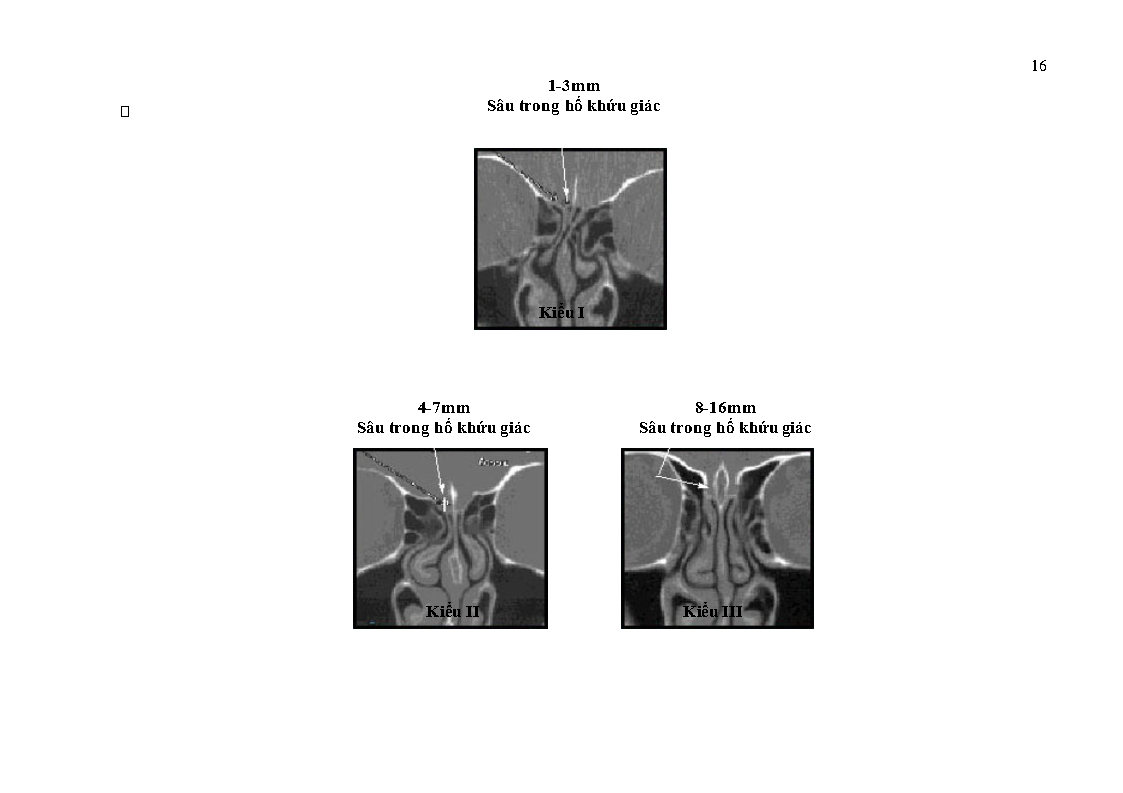 16
1-3mm
Sâu trong hố khứu giác
Kiểu I
4-7mm
Sâu trong hố khứu giác
8-16mm
Sâu trong hố khứu giác
Kiểu II
Kiểu III